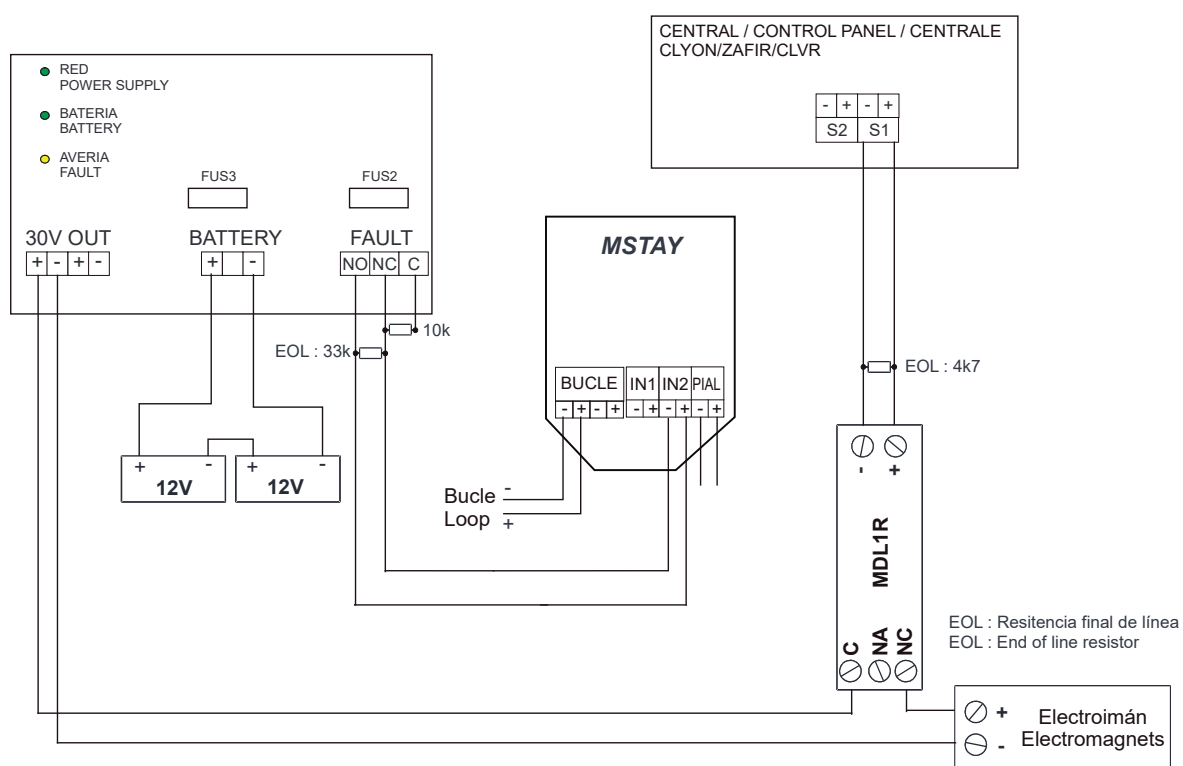 CENTRAL / CONTROL PANEL / CENTRALE
CLYON/ZAFIR/CLVR
- + - +
S2 S1
RED
POWER SUPPLY
BATERIA
BATTERY
AVERIA
FAULT
FUS3
FUS2
30V OUT
+ - + -
BATTERY
+ -
FAULT
NO NC C
10k
EOL : 33k
MSTAY
BUCLE IN1 IN2 PIAL
- + - + - + - + - +
EOL : 4k7
+ -
12V
+ -
12V
Bucle -
Loop +
- +
MDL1R
C NA NC
EOL : Resitencia final de línea
EOL : End of line resistor
+ Electroimán
- Electromagnets